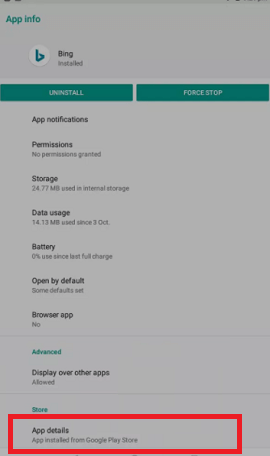 App info
Bing
Installed
UNINSTALL
FORCE STOP
App notifications
Permissions
No permissions granted
Storage
24.77 MB used in internal storage
Data usage
14.13 MB used since 3 Oct.
Battery
0% use since last full charge
Open by default
Some defaults set
Browser app
No
Advanced
Display over other apps
Allowed
Store
App details
App installed from Google Play Store